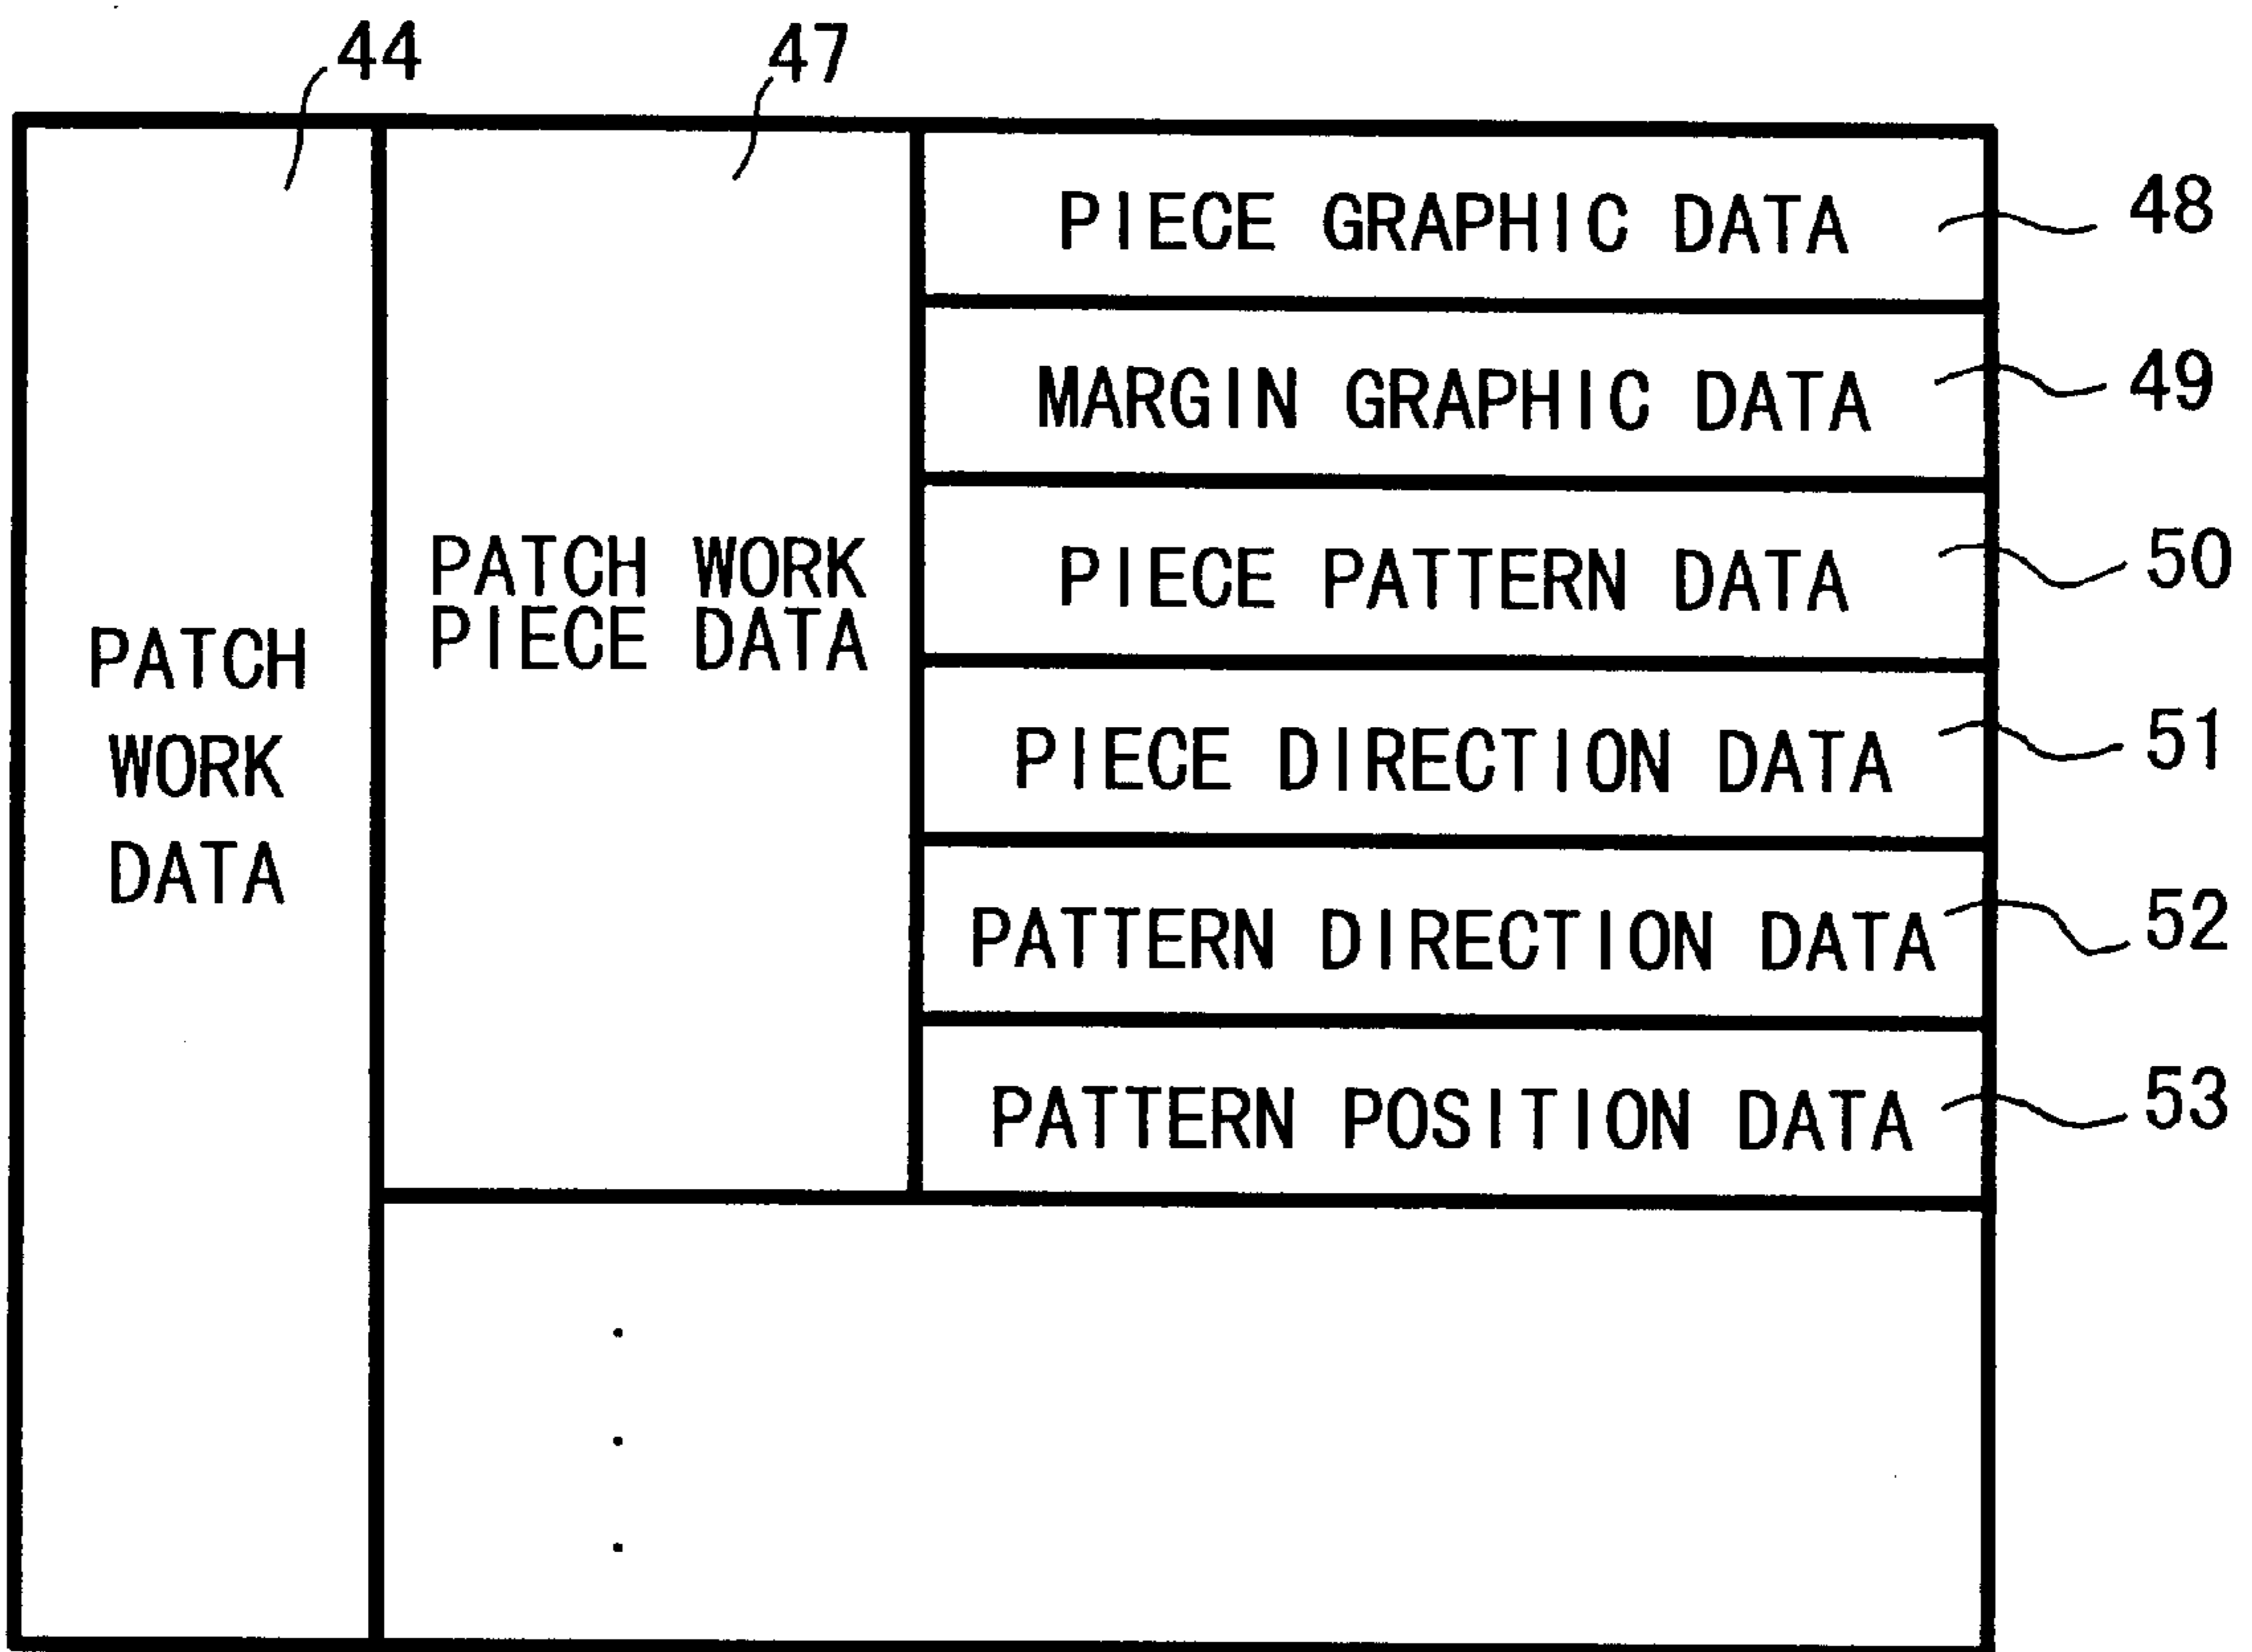 44
47
PIECE GRAPHIC DATA
48
MARGIN GRAPHIC DATA
49
PATCH WORK
PIECE DATA
PIECE PATTERN DATA
50
PATCH
WORK
DATA
PIECE DIRECTION DATA
51
PATTERN DIRECTION DATA
52
PATTERN POSITION DATA
53